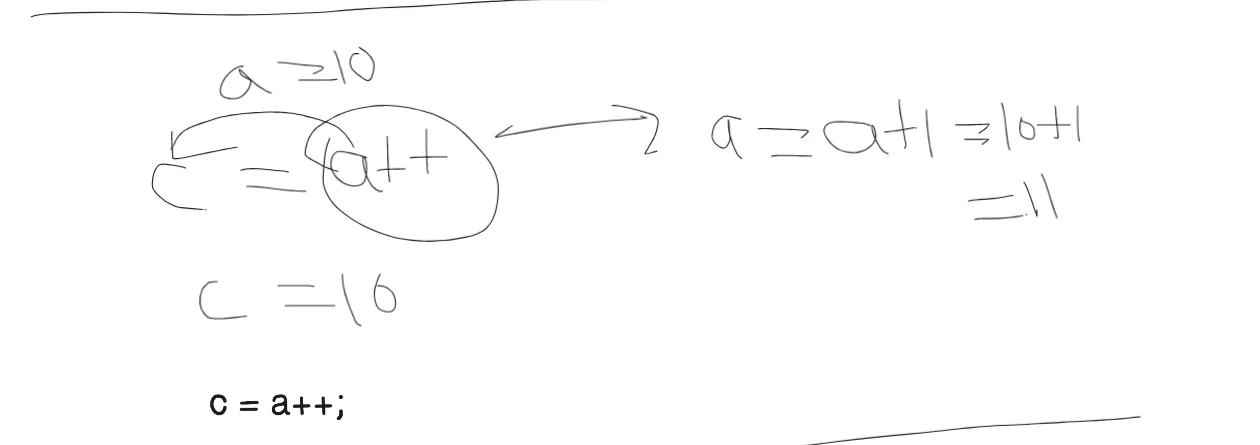 a = 10
c = a++
a = a+1 = 10+1
= 11
c = 10
c = a++;